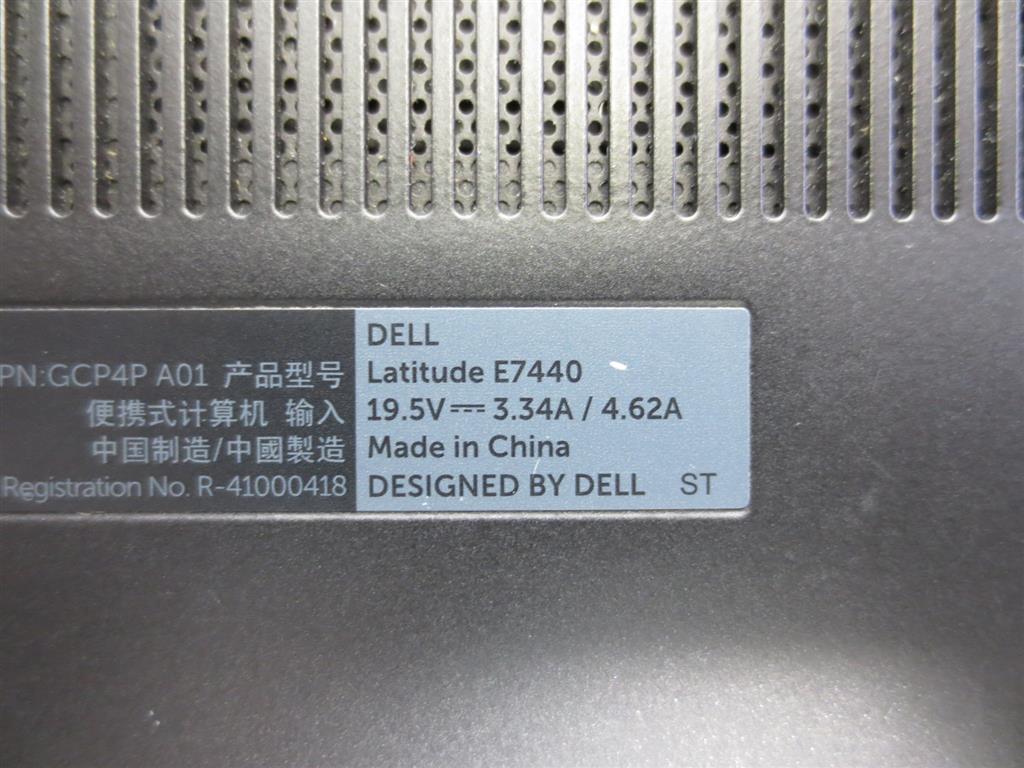 DELL
PN:GCP4P A01 产品型号 Latitude E7440
便携式计算机 输入 19.5V⎓ 3.34A / 4.62A
中国制造/中國製造 Made in China
Registration No. R-41000418 DESIGNED BY DELL ST